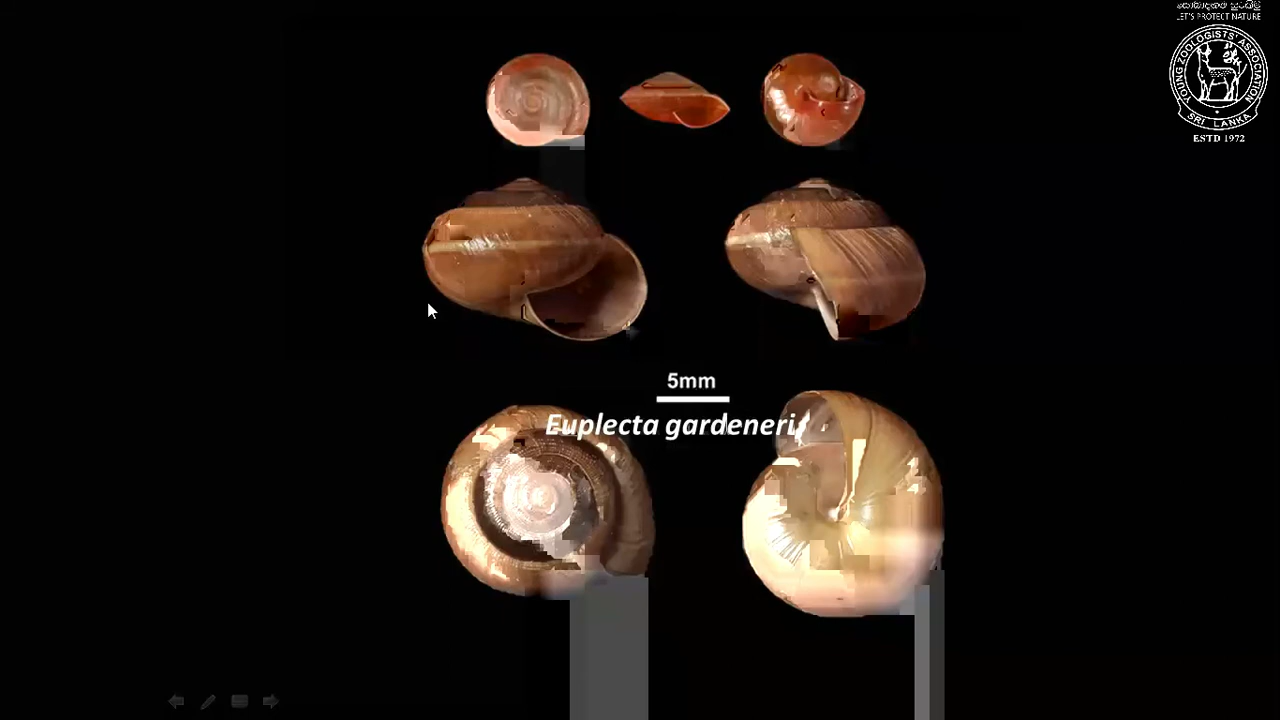 LET'S PROTECT NATURE
YOUNG ZOOLOGISTS' ASSOCIATION
SRI LANKA
ESTD 1972
5mm
Euplecta gardeneri